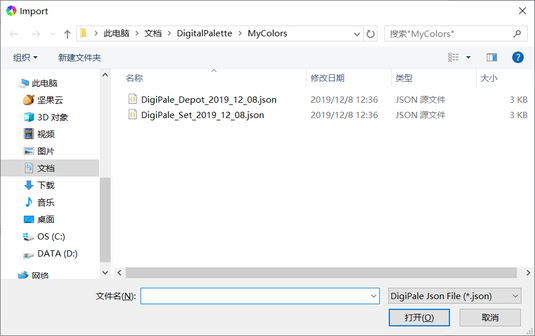 Import
此电脑 > 文档 > DigitalPalette > MyColors
搜索"MyColors"
组织 新建文件夹
名称 修改日期 类型 大小
DigiPale_Depot_2019_12_08.json 2019/12/8 12:36 JSON 源文件 3 KB
DigiPale_Set_2019_12_08.json 2019/12/8 12:36 JSON 源文件 3 KB
此电脑
坚果云
3D 对象
视频
图片
文档
下载
音乐
桌面
OS (C:)
DATA (D:)
网络
文件名(N):
DigiPale Json File (*.json)
打开(O) 取消